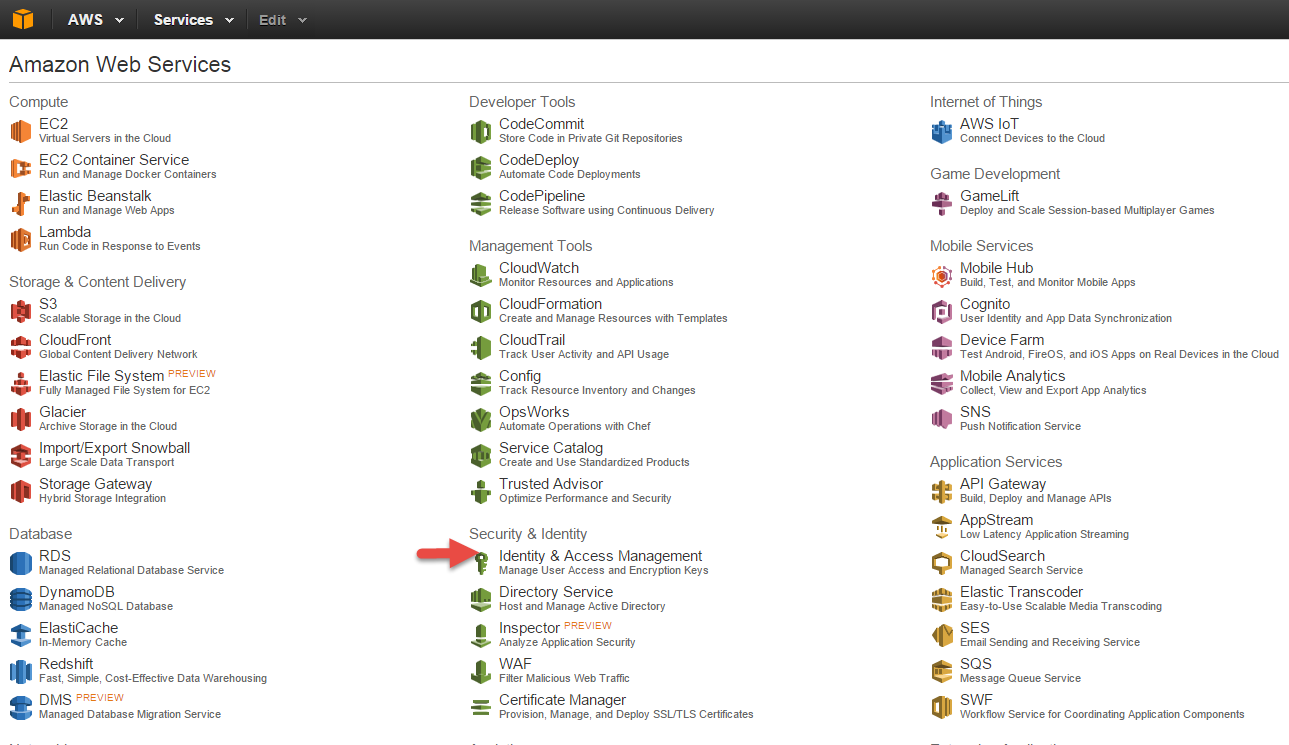 AWS Services Edit
Amazon Web Services
Compute
EC2
Virtual Servers in the Cloud
EC2 Container Service
Run and Manage Docker Containers
Elastic Beanstalk
Run and Manage Web Apps
Lambda
Run Code in Response to Events
Storage & Content Delivery
S3
Scalable Storage in the Cloud
CloudFront
Global Content Delivery Network
Elastic File System PREVIEW
Fully Managed File System for EC2
Glacier
Archive Storage in the Cloud
Import/Export Snowball
Large Scale Data Transport
Storage Gateway
Hybrid Storage Integration
Database
RDS
Managed Relational Database Service
DynamoDB
Managed NoSQL Database
ElastiCache
In-Memory Cache
Redshift
Fast, Simple, Cost-Effective Data Warehousing
DMS PREVIEW
Managed Database Migration Service
Developer Tools
CodeCommit
Store Code in Private Git Repositories
CodeDeploy
Automate Code Deployments
CodePipeline
Release Software using Continuous Delivery
Management Tools
CloudWatch
Monitor Resources and Applications
CloudFormation
Create and Manage Resources with Templates
CloudTrail
Track User Activity and API Usage
Config
Track Resource Inventory and Changes
OpsWorks
Automate Operations with Chef
Service Catalog
Create and Use Standardized Products
Trusted Advisor
Optimize Performance and Security
Security & Identity
Identity & Access Management
Manage User Access and Encryption Keys
Directory Service
Host and Manage Active Directory
Inspector PREVIEW
Analyze Application Security
WAF
Filter Malicious Web Traffic
Certificate Manager
Provision, Manage, and Deploy SSL/TLS Certificates
Internet of Things
AWS IoT
Connect Devices to the Cloud
Game Development
GameLift
Deploy and Scale Session-based Multiplayer Games
Mobile Services
Mobile Hub
Build, Test, and Monitor Mobile Apps
Cognito
User Identity and App Data Synchronization
Device Farm
Test Android, FireOS, and iOS Apps on Real Devices in the Cloud
Mobile Analytics
Collect, View and Export App Analytics
SNS
Push Notification Service
Application Services
API Gateway
Build, Deploy and Manage APIs
AppStream
Low Latency Application Streaming
CloudSearch
Managed Search Service
Elastic Transcoder
Easy-to-Use Scalable Media Transcoding
SES
Email Sending and Receiving Service
SQS
Message Queue Service
SWF
Workflow Service for Coordinating Application Components